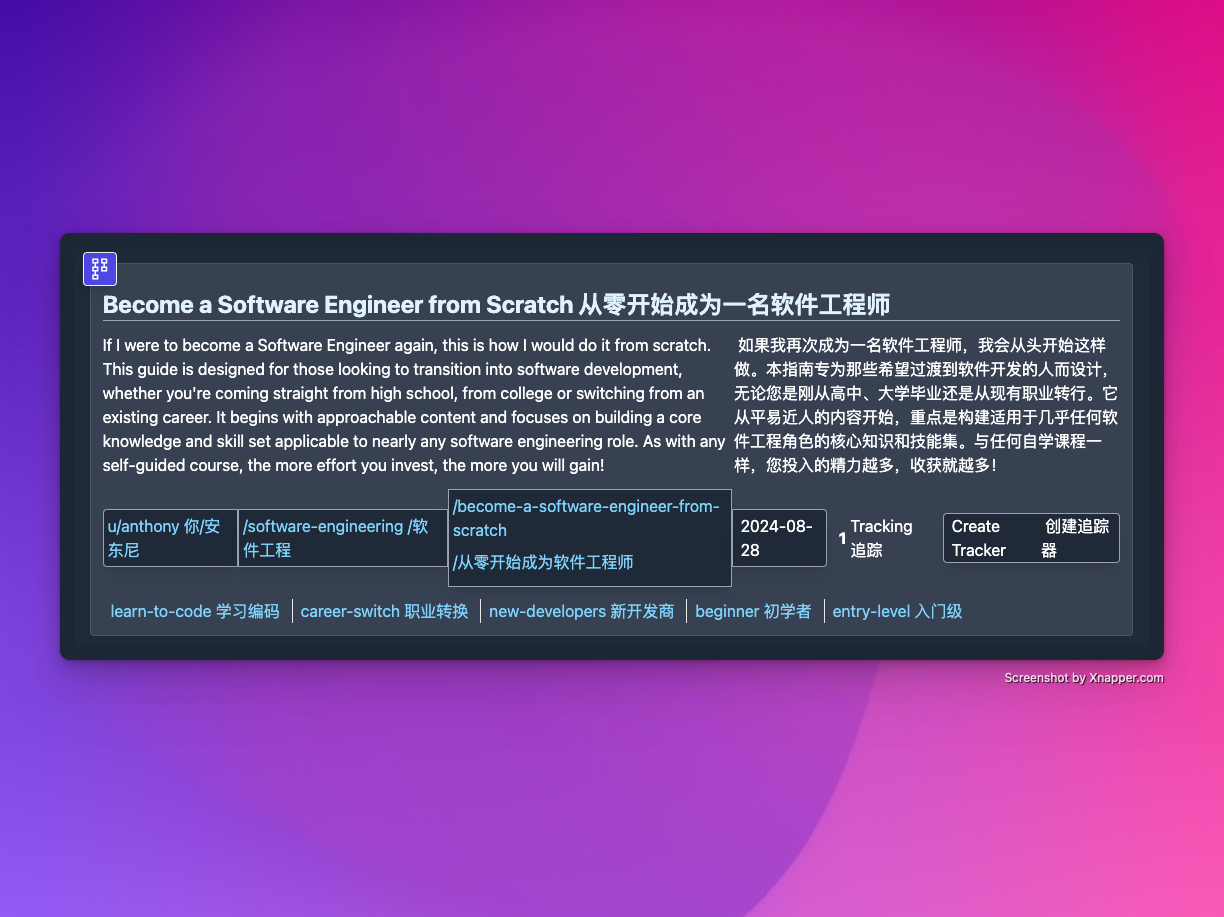 Become a Software Engineer from Scratch 从零开始成为一名软件工程师
If I were to become a Software Engineer again, this is how I would do it from scratch.
This guide is designed for those looking to transition into software development,
whether you're coming straight from high school, from college or switching from an
existing career. It begins with approachable content and focuses on building a core
knowledge and skill set applicable to nearly any software engineering role. As with any
self-guided course, the more effort you invest, the more you will gain!
如果我再次成为一名软件工程师，我会从头开始这样
做。本指南专为那些希望过渡到软件开发的人而设计，
无论您是刚从高中、大学毕业还是从现有职业转行。它
从平易近人的内容开始，重点是构建适用于几乎任何软
件工程角色的核心知识和技能集。与任何自学课程一
样，您投入的精力越多，收获就越多！
u/anthony 你/安
东尼
/software-engineering /软
件工程
/become-a-software-engineer-from-
scratch
/从零开始成为软件工程师
2024-08-
28
1
Tracking
追踪
Create
Tracker
创建追踪
器
learn-to-code 学习编码
career-switch 职业转换
new-developers 新开发商
beginner 初学者
entry-level 入门级
Screenshot by Xnapper.com